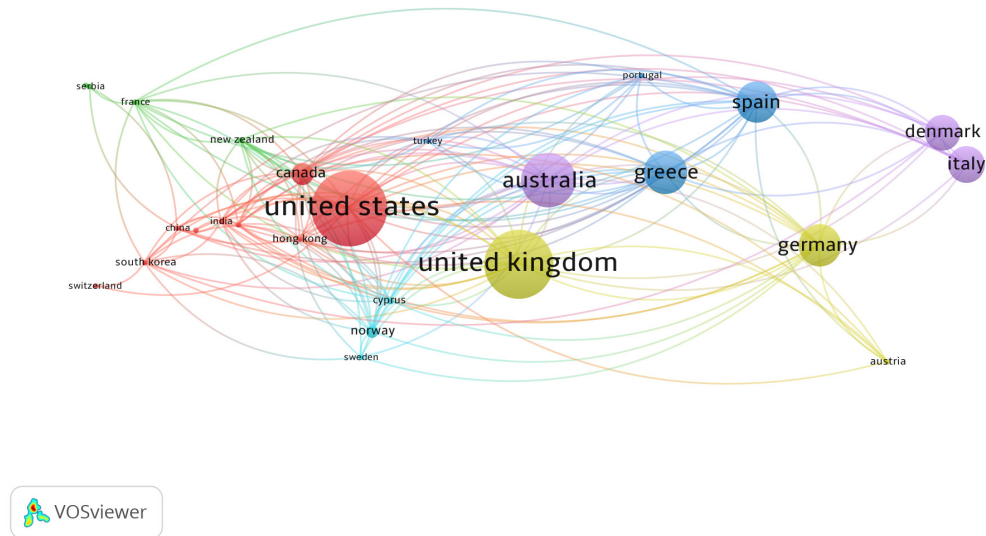 serbia
france
portugal
spain
new zealand
turkey
denmark
italy
canada
australia
greece
united states
india
china
hong kong
germany
united kingdom
south korea
switzerland
cyprus
norway
sweden
austria
VOSviewer